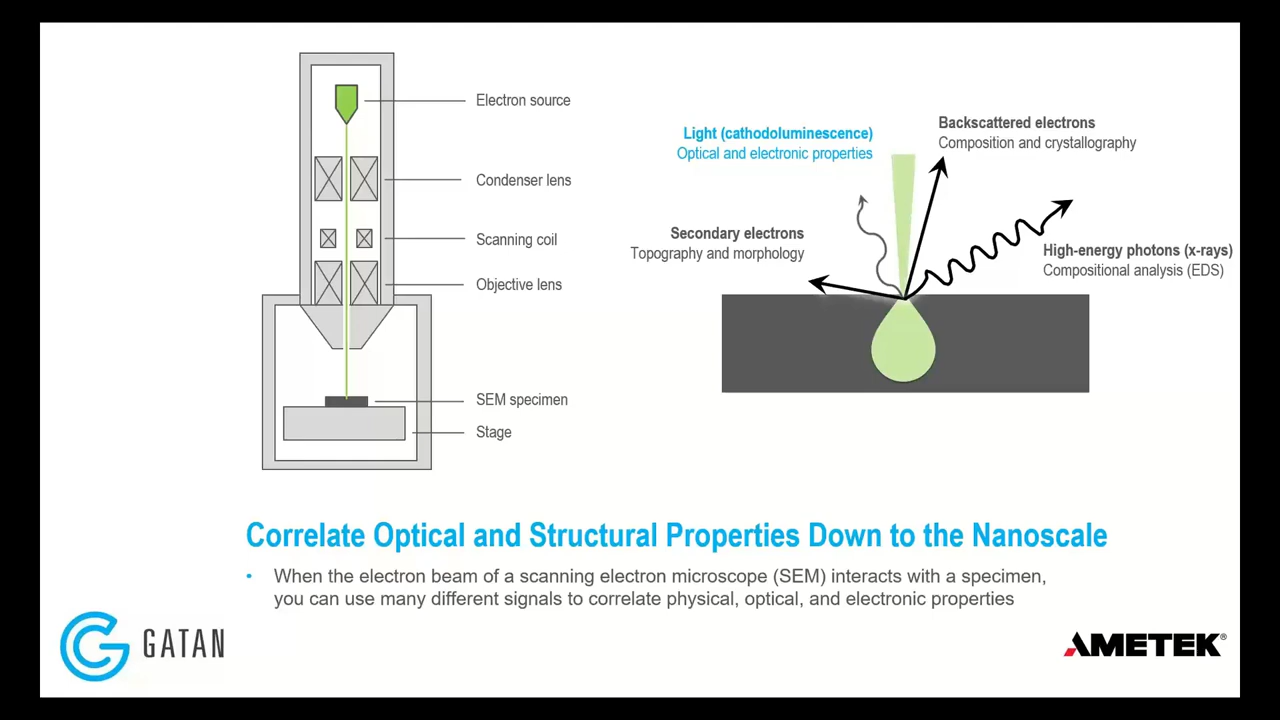 Electron source
Condenser lens
Scanning coil
Objective lens
SEM specimen
Stage
Light (cathodoluminescence)
Optical and electronic properties
Backscattered electrons
Composition and crystallography
Secondary electrons
Topography and morphology
High-energy photons (x-rays)
Compositional analysis (EDS)
Correlate Optical and Structural Properties Down to the Nanoscale
• When the electron beam of a scanning electron microscope (SEM) interacts with a specimen,
you can use many different signals to correlate physical, optical, and electronic properties
GATAN
AMETEK®